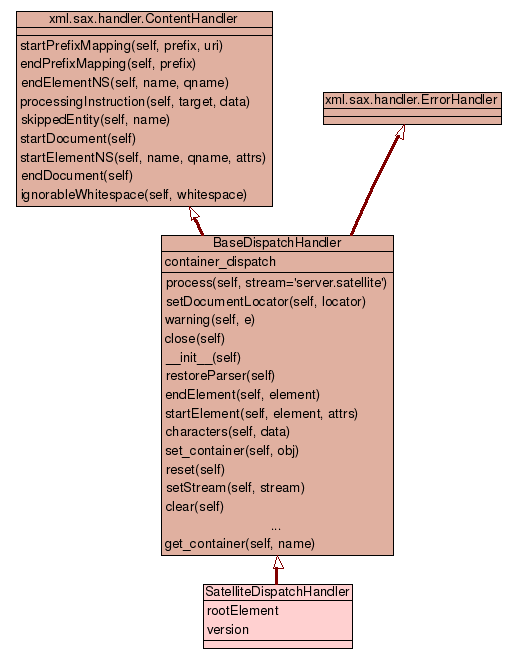 xml.sax.handler.ContentHandler
startPrefixMapping(self, prefix, uri)
endPrefixMapping(self, prefix)
endElementNS(self, name, qname)
processingInstruction(self, target, data)
skippedEntity(self, name)
startDocument(self)
startElementNS(self, name, qname, attrs)
endDocument(self)
ignorableWhitespace(self, whitespace)
xml.sax.handler.ErrorHandler
BaseDispatchHandler
container_dispatch
process(self, stream='server.satellite')
setDocumentLocator(self, locator)
warning(self, e)
close(self)
__init__(self)
restoreParser(self)
endElement(self, element)
startElement(self, element, attrs)
characters(self, data)
set_container(self, obj)
reset(self)
setStream(self, stream)
clear(self)
...
get_container(self, name)
SatelliteDispatchHandler
rootElement
version